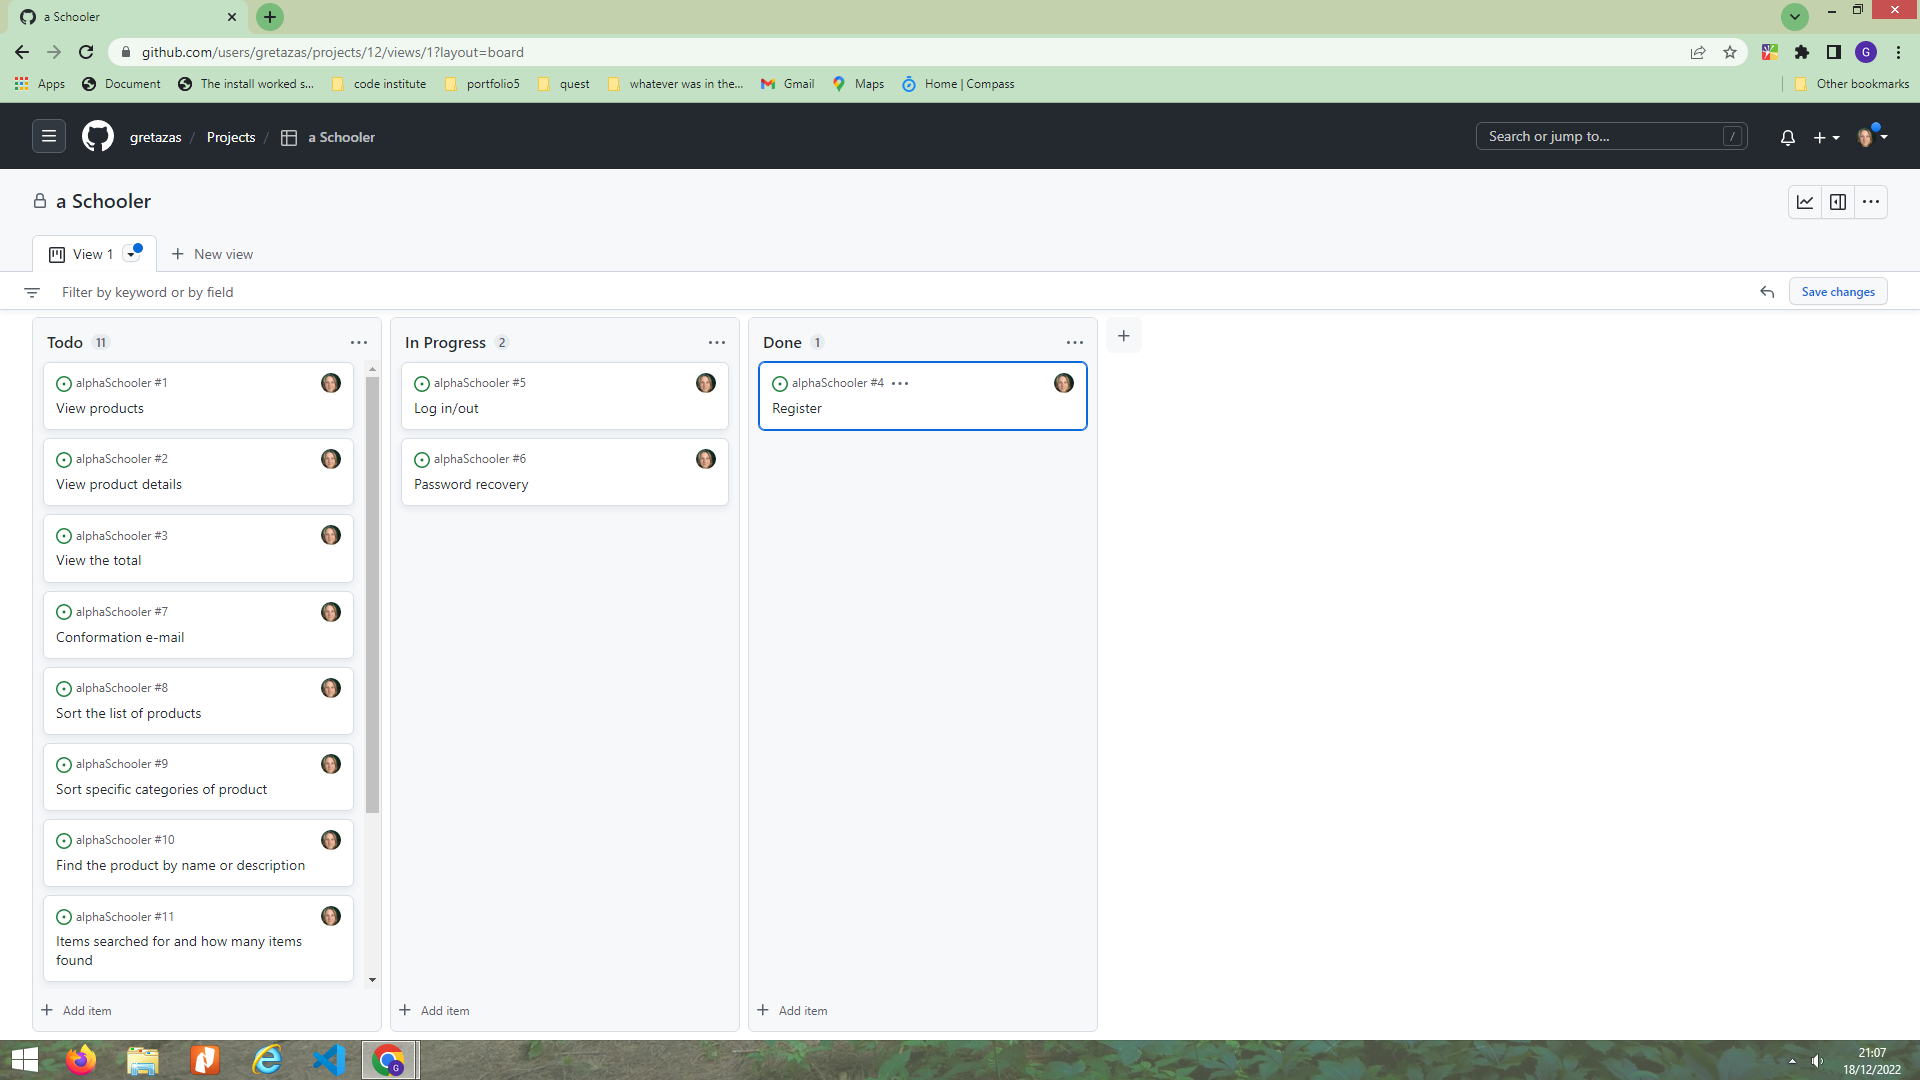 a Schooler
github.com/users/gretazas/projects/12/views/1?layout=board
G
Apps
Document
The install worked s...
code institute
portfolio5
quest
whatever was in the...
Gmail
Maps
Home | Compass
Other bookmarks
gretazas / Projects / a Schooler
Search or jump to... /
a Schooler
View 1
New view
Filter by keyword or by field
Save changes
Todo 11
alphaSchooler #1
View products
alphaSchooler #2
View product details
alphaSchooler #3
View the total
alphaSchooler #7
Conformation e-mail
alphaSchooler #8
Sort the list of products
alphaSchooler #9
Sort specific categories of product
alphaSchooler #10
Find the product by name or description
alphaSchooler #11
Items searched for and how many items
found
Add item
In Progress 2
alphaSchooler #5
Log in/out
alphaSchooler #6
Password recovery
Add item
Done 1
alphaSchooler #4
Register
Add item
G
21:07
18/12/2022